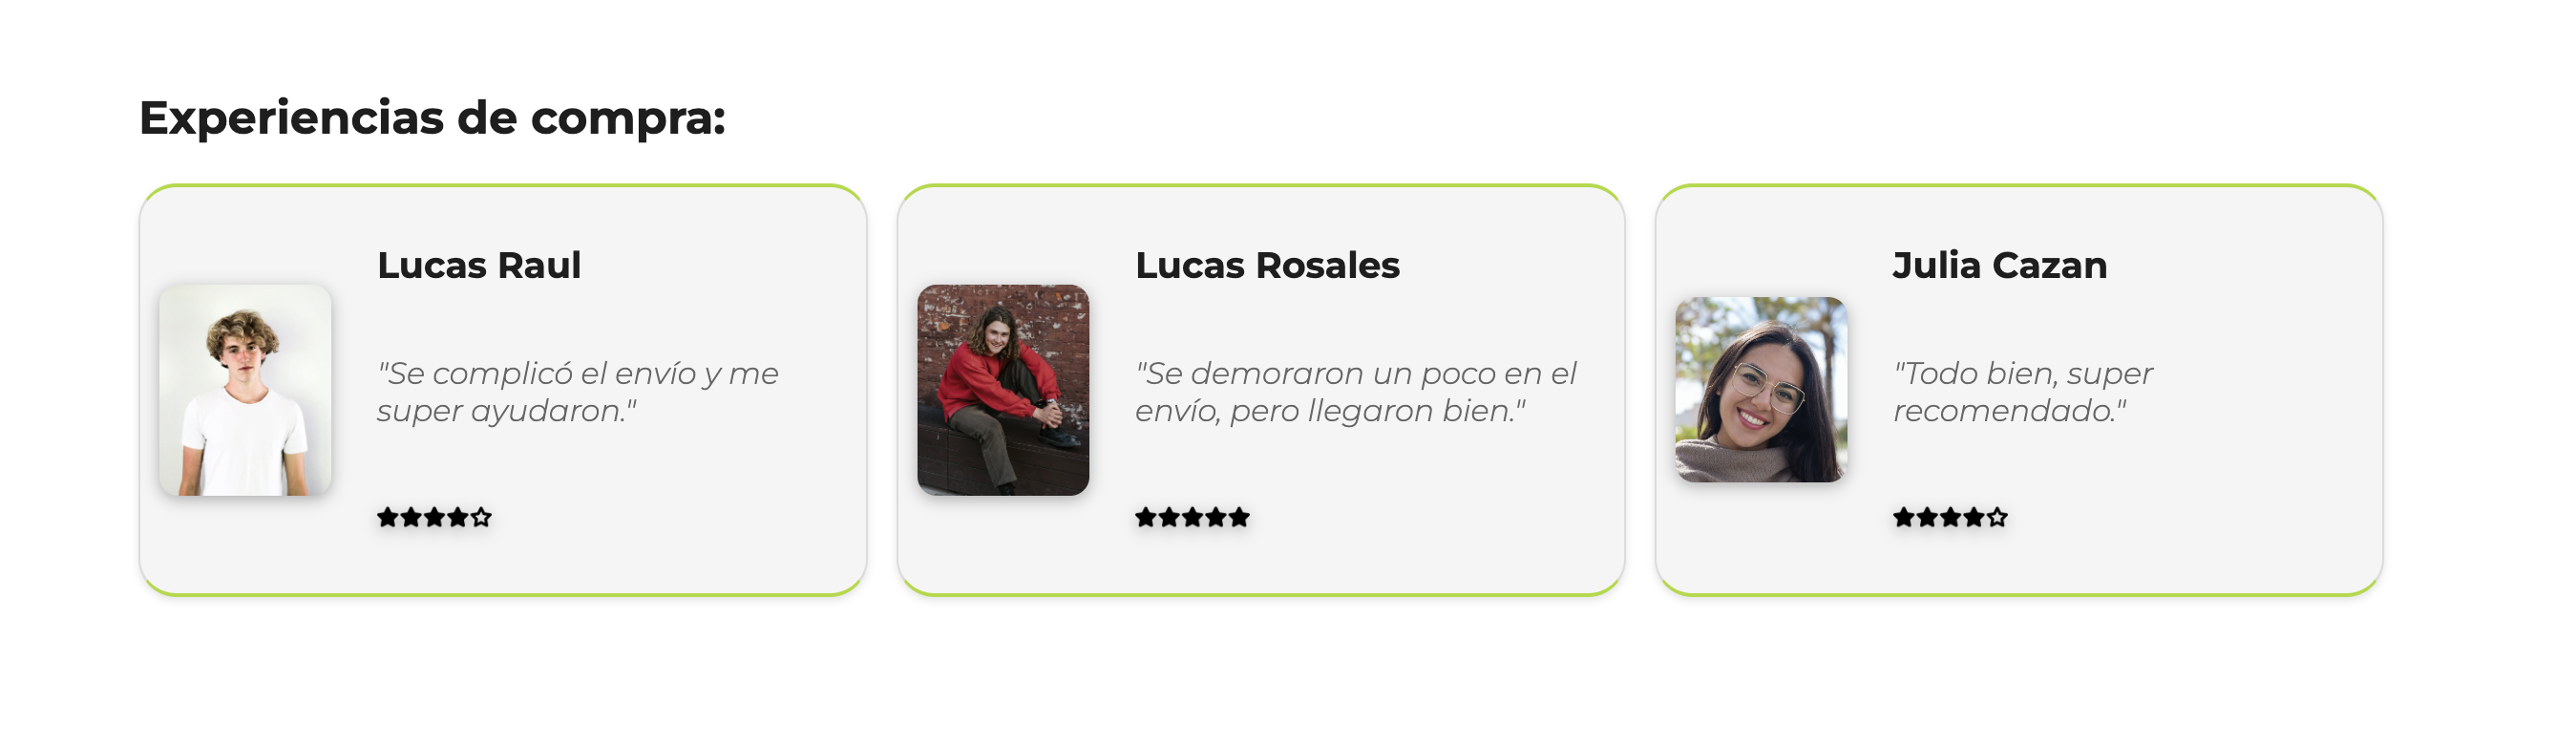 Experiencias de compra:
Lucas Raul
"Se complicó el envío y me
super ayudaron."
Lucas Rosales
"Se demoraron un poco en el
envío, pero llegaron bien."
Julia Cazan
"Todo bien, super
recomendado."